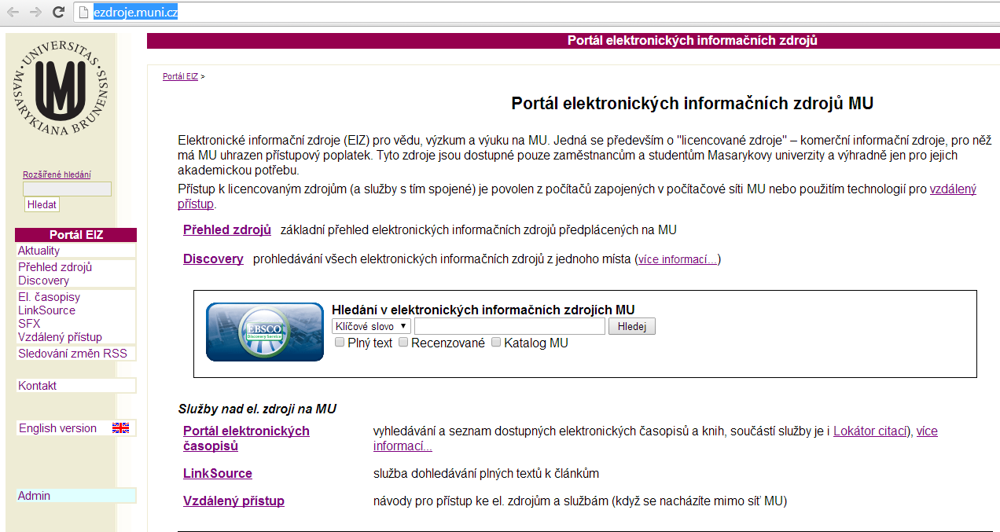 ezdroje.muni.cz
UNIVERSITAS MASARYKIANA BRUNENSIS
Rozšířené hledání
Hledat
Portál EIZ
Aktuality
Přehled zdrojů
Discovery
El. časopisy
LinkSource
SFX
Vzdálený přístup
Sledování změn RSS
Kontakt
English version
Admin
Portál elektronických informačních zdrojů
Portál EIZ >
Portál elektronických informačních zdrojů MU
Elektronické informační zdroje (EIZ) pro vědu, výzkum a výuku na MU. Jedná se především o "licencované zdroje" – komerční informační zdroje, pro něž
má MU uhrazen přístupový poplatek. Tyto zdroje jsou dostupné pouze zaměstnancům a studentům Masarykovy univerzity a výhradně jen pro jejich
akademickou potřebu.
Přístup k licencovaným zdrojům (a služby s tím spojené) je povolen z počítačů zapojených v počítačové síti MU nebo použitím technologií pro vzdálený
přístup.
Přehled zdrojů základní přehled elektronických informačních zdrojů předplácených na MU
Discovery prohledávání všech elektronických informačních zdrojů z jednoho místa (více informací...)
EBSCO
Discovery Service
Hledání v elektronických informačních zdrojích MU
Klíčové slovo Hledej
Plný text Recenzované Katalog MU
Služby nad el. zdroji na MU
Portál elektronických
časopisů
vyhledávání a seznam dostupných elektronických časopisů a knih, součástí služby je i Lokátor citací), více
informací...
LinkSource služba dohledávání plných textů k článkům
Vzdálený přístup návody pro přístup ke el. zdrojům a službám (když se nacházíte mimo síť MU)